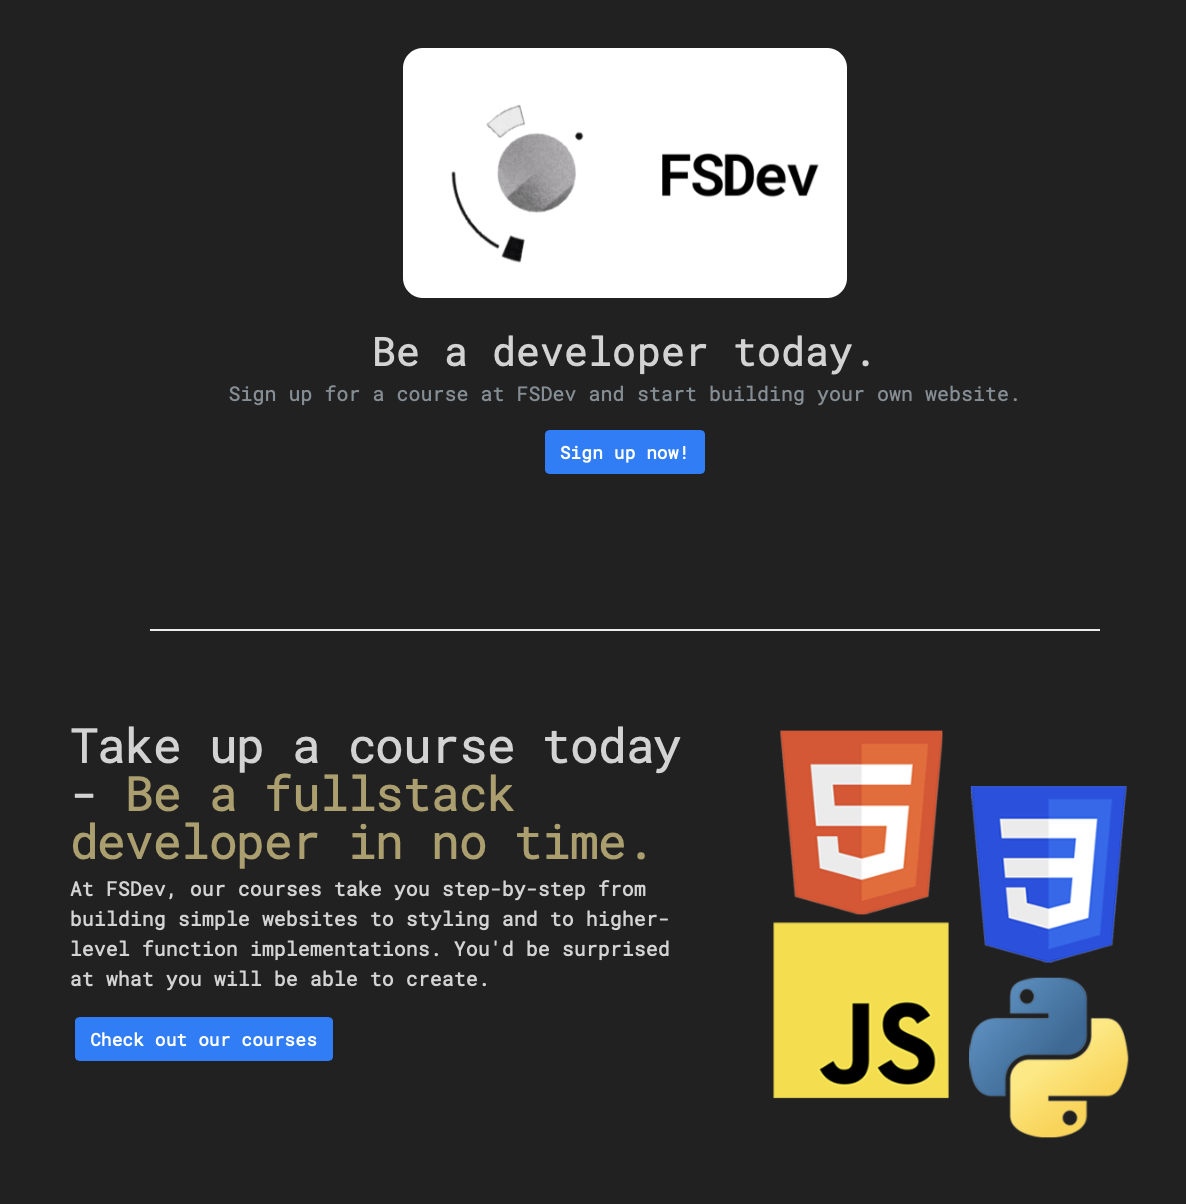 FSDev
Be a developer today.
Sign up for a course at FSDev and start building your own website.
Sign up now!
Take up a course today
- Be a fullstack
developer in no time.
At FSDev, our courses take you step-by-step from
building simple websites to styling and to higher-
level function implementations. You'd be surprised
at what you will be able to create.
Check out our courses
5
3
JS